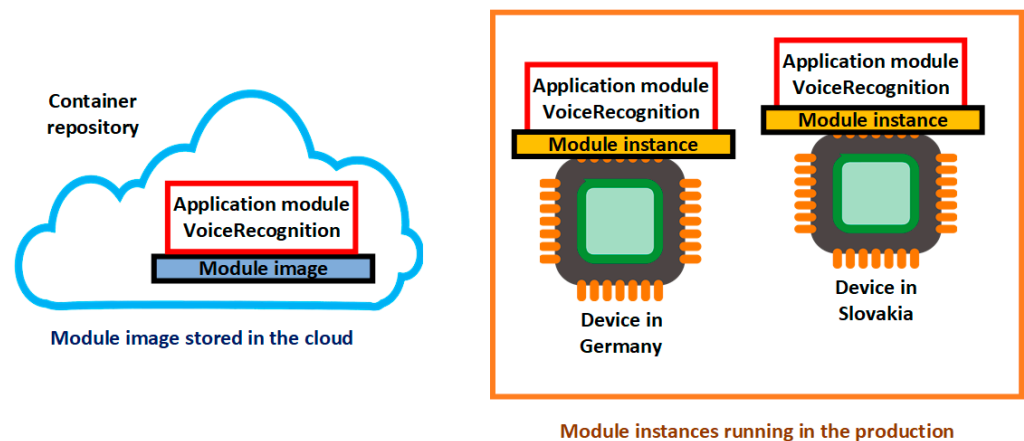 Container
repository
Application module
VoiceRecognition
Module image
Module image stored in the cloud
Application module
VoiceRecognition
Module instance
Device in
Germany
Application module
VoiceRecognition
Module instance
Device in
Slovakia
Module instances running in the production